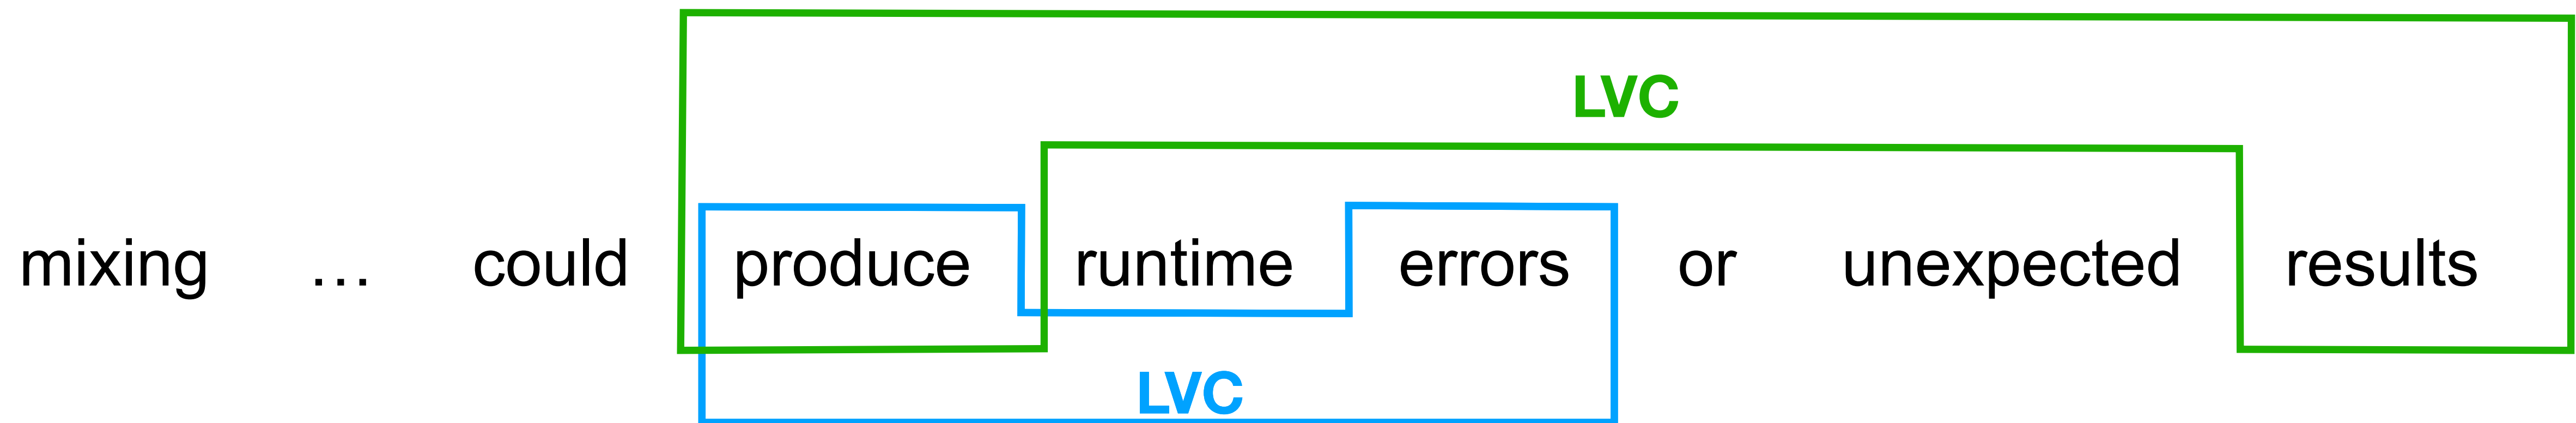 LVC
mixing … could produce runtime errors or unexpected results
LVC